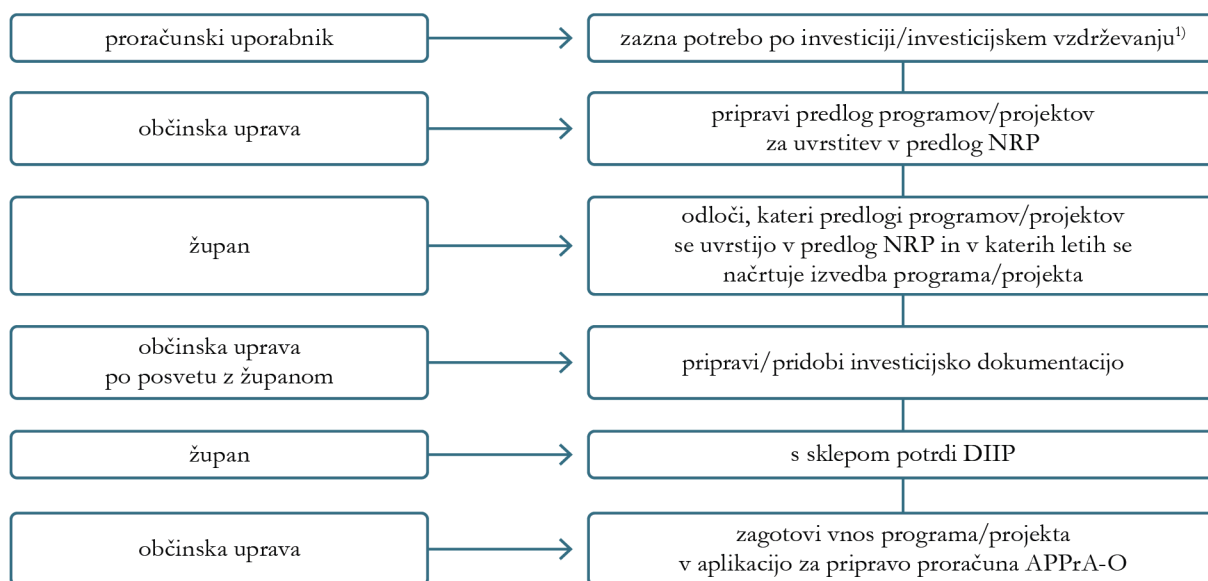 proračunski uporabnik
zazna potrebo po investiciji/investicijskem vzdrževanju¹⁾
občinska uprava
pripravi predlog programov/projektov
za uvrstitev v predlog NRP
župan
odloči, kateri predlogi programov/projektov
se uvrstijo v predlog NRP in v katerih letih se
načrtuje izvedba programa/projekta
občinska uprava
po posvetu z županom
pripravi/pridobi investicijsko dokumentacijo
župan
s sklepom potrdi DIIP
občinska uprava
zagotovi vnos programa/projekta
v aplikacijo za pripravo proračuna APPrA-O